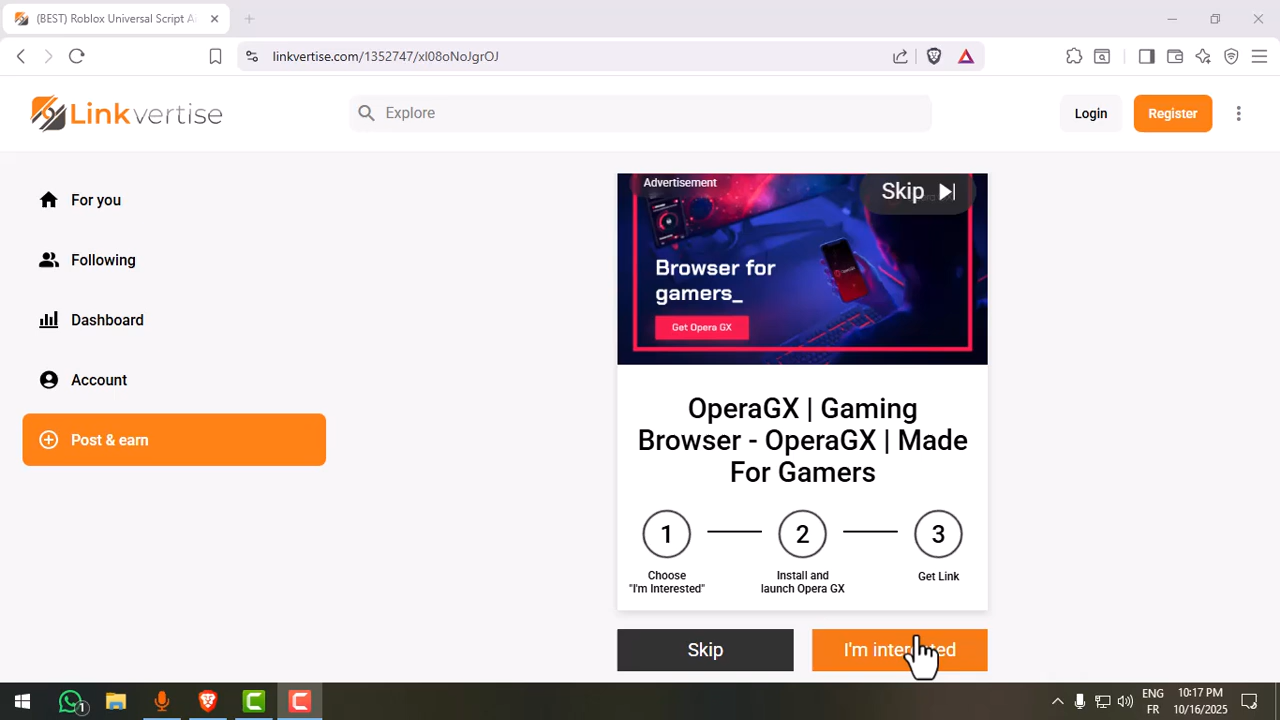 (BEST) Roblox Universal Script A
linkvertise.com/1352747/xl08oNoJgrOJ
Linkvertise
Explore
Login
Register
For you
Following
Dashboard
Account
Post & earn
Advertisement
Skip
Browser for
gamers_
Get Opera GX
OperaGX | Gaming
Browser - OperaGX | Made
For Gamers
1
2
3
Choose
"I'm Interested"
Install and
launch Opera GX
Get Link
Skip
I'm interested
1
ENG
FR
10:17 PM
10/16/2025